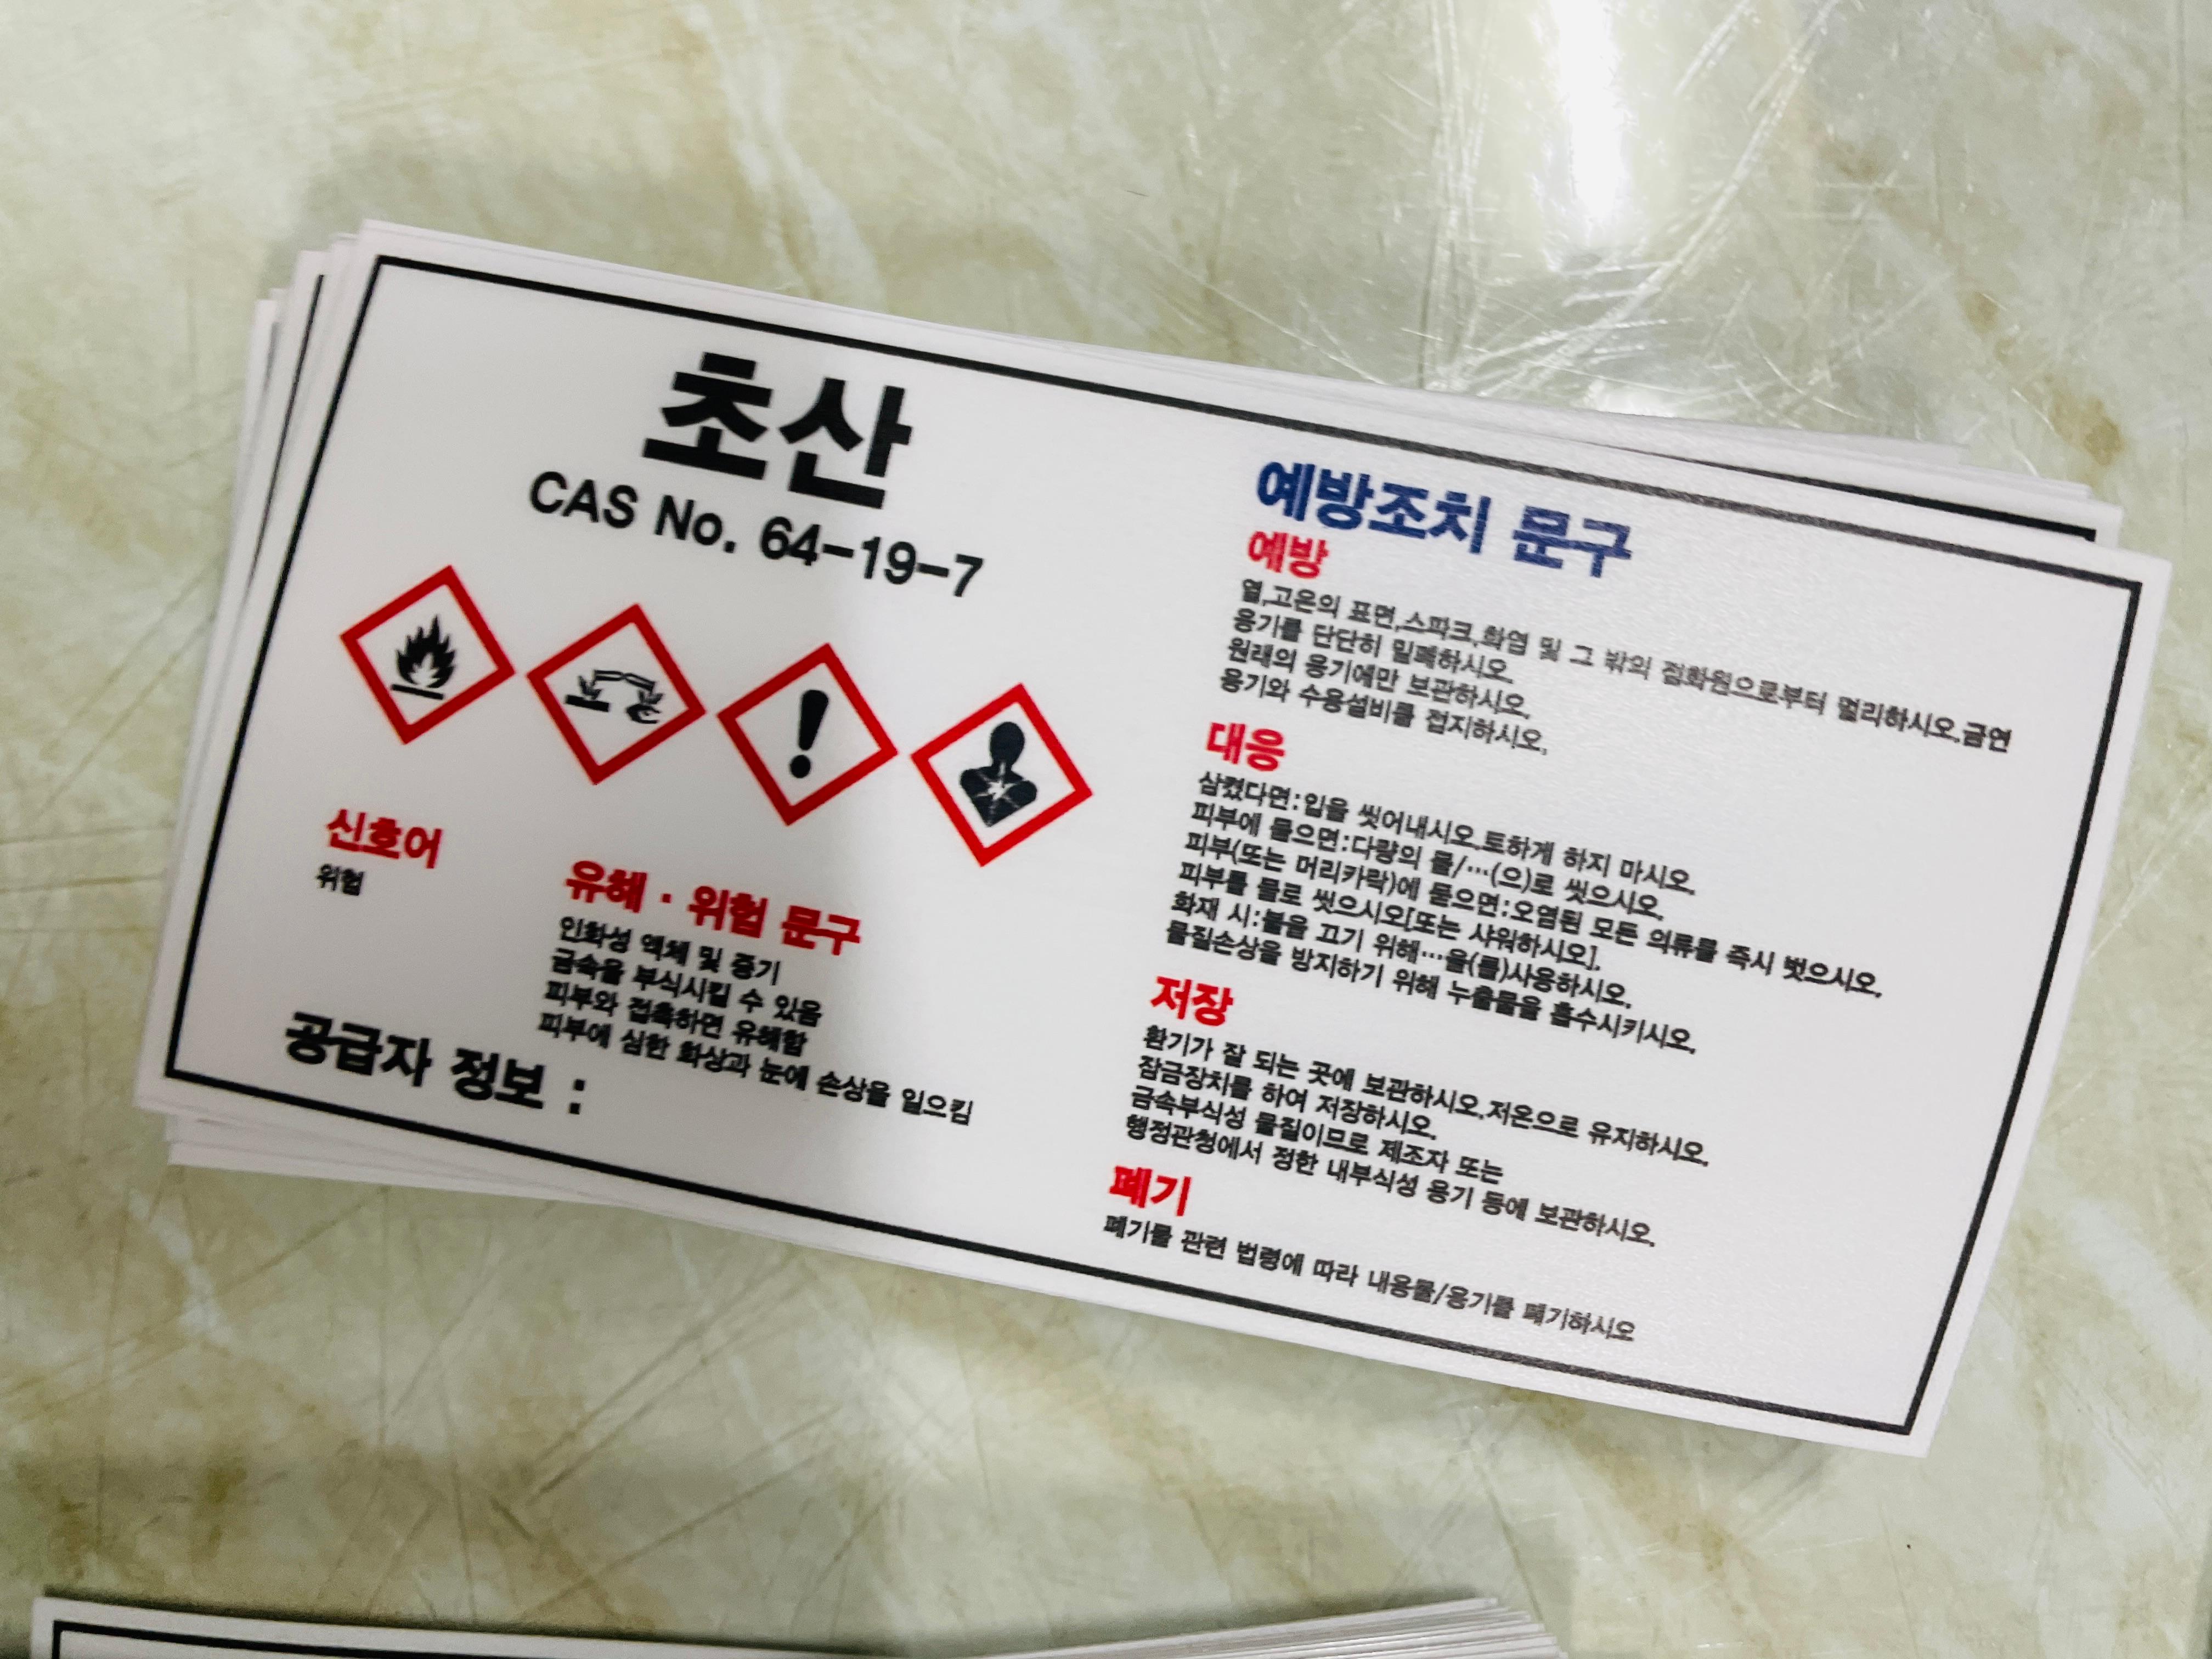 초산
CAS No. 64-19-7
신호어
위험
유해 · 위험 문구
인화성 액체 및 증기
금속을 부식시킬 수 있음
피부와 접촉하면 유해함
피부에 심한 화상과 눈에 손상을 일으킴
공급자 정보 :
예방조치 문구
예방
열,고온의 표면,스파크,화염 및 그 밖의 점화원으로부터 멀리하시오.금연
용기를 단단히 밀폐하시오.
원래의 용기에만 보관하시오.
용기와 수용설비를 접지하시오.
대응
삼켰다면:입을 씻어내시오.토하게 하지 마시오.
피부에 묻으면:다량의 물/…(으)로 씻으시오.
피부(또는 머리카락)에 묻으면:오염된 모든 의류를 즉시 벗으시오.
피부를 물로 씻으시오[또는 샤워하시오].
화재 시:불을 끄기 위해…을(를)사용하시오.
물질손상을 방지하기 위해 누출물을 흡수시키시오.
저장
환기가 잘 되는 곳에 보관하시오.저온으로 유지하시오.
잠금장치를 하여 저장하시오.
금속부식성 물질이므로 제조자 또는
행정관청에서 정한 내부식성 용기 등에 보관하시오.
폐기
폐기를 관련 법령에 따라 내용물/용기를 폐기하시오